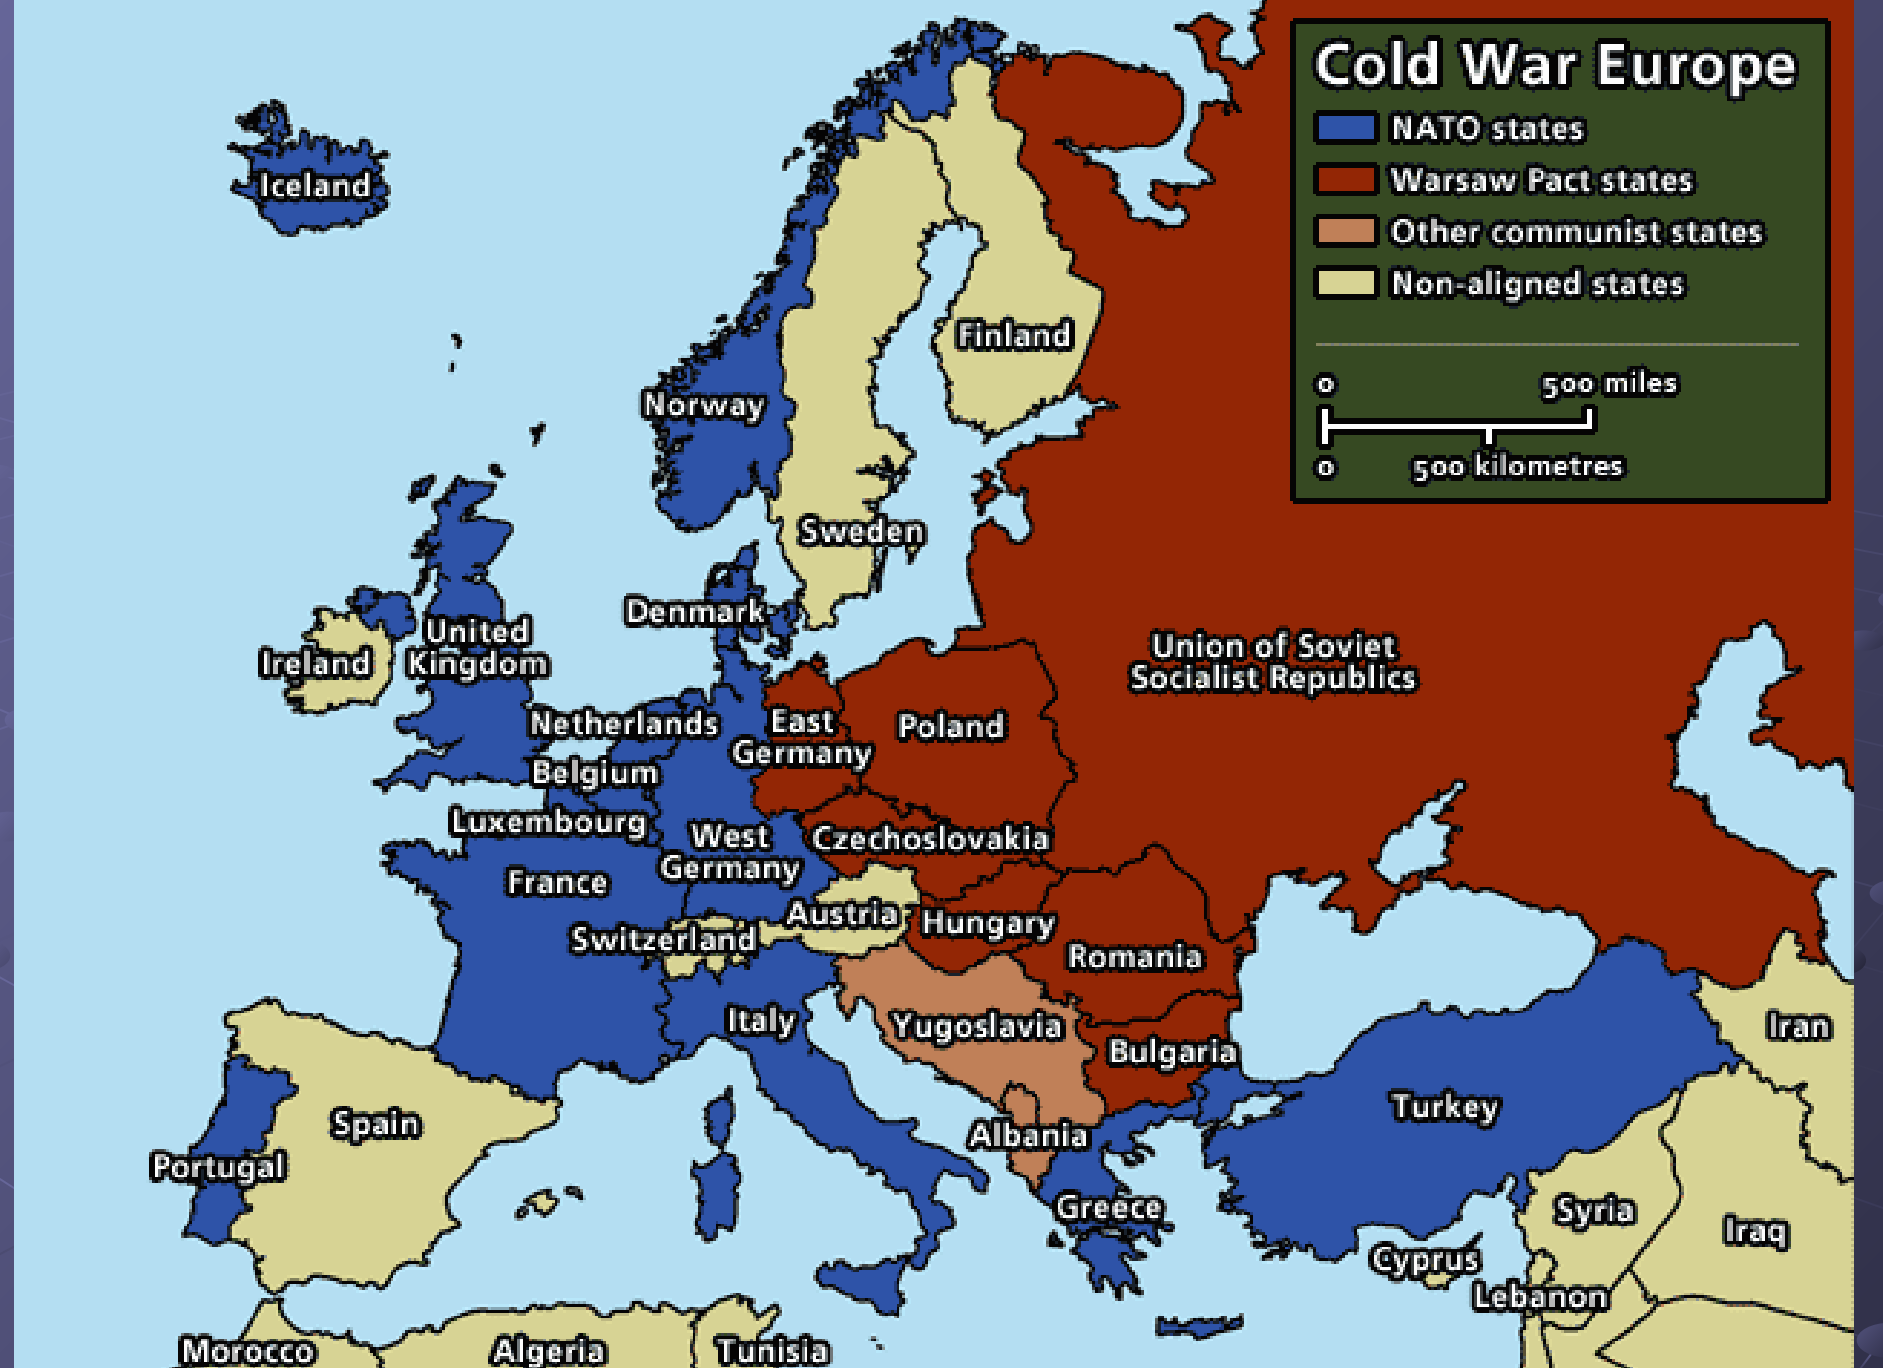 Cold War Europe
NATO states
Warsaw Pact states
Other communist states
Non-aligned states
0 500 miles
0 500 kilometres
Iceland
Finland
Norway
Sweden
Denmark
United
Kingdom
Ireland
Union of Soviet
Socialist Republics
Netherlands
East
Germany
Poland
Belgium
Luxembourg
West
Germany
Czechoslovakia
France
Austria
Hungary
Switzerland
Romania
Italy
Yugoslavia
Bulgaria
Iran
Spain
Turkey
Albania
Portugal
Greece
Syria
Iraq
Cyprus
Lebanon
Morocco
Algeria
Tunisia